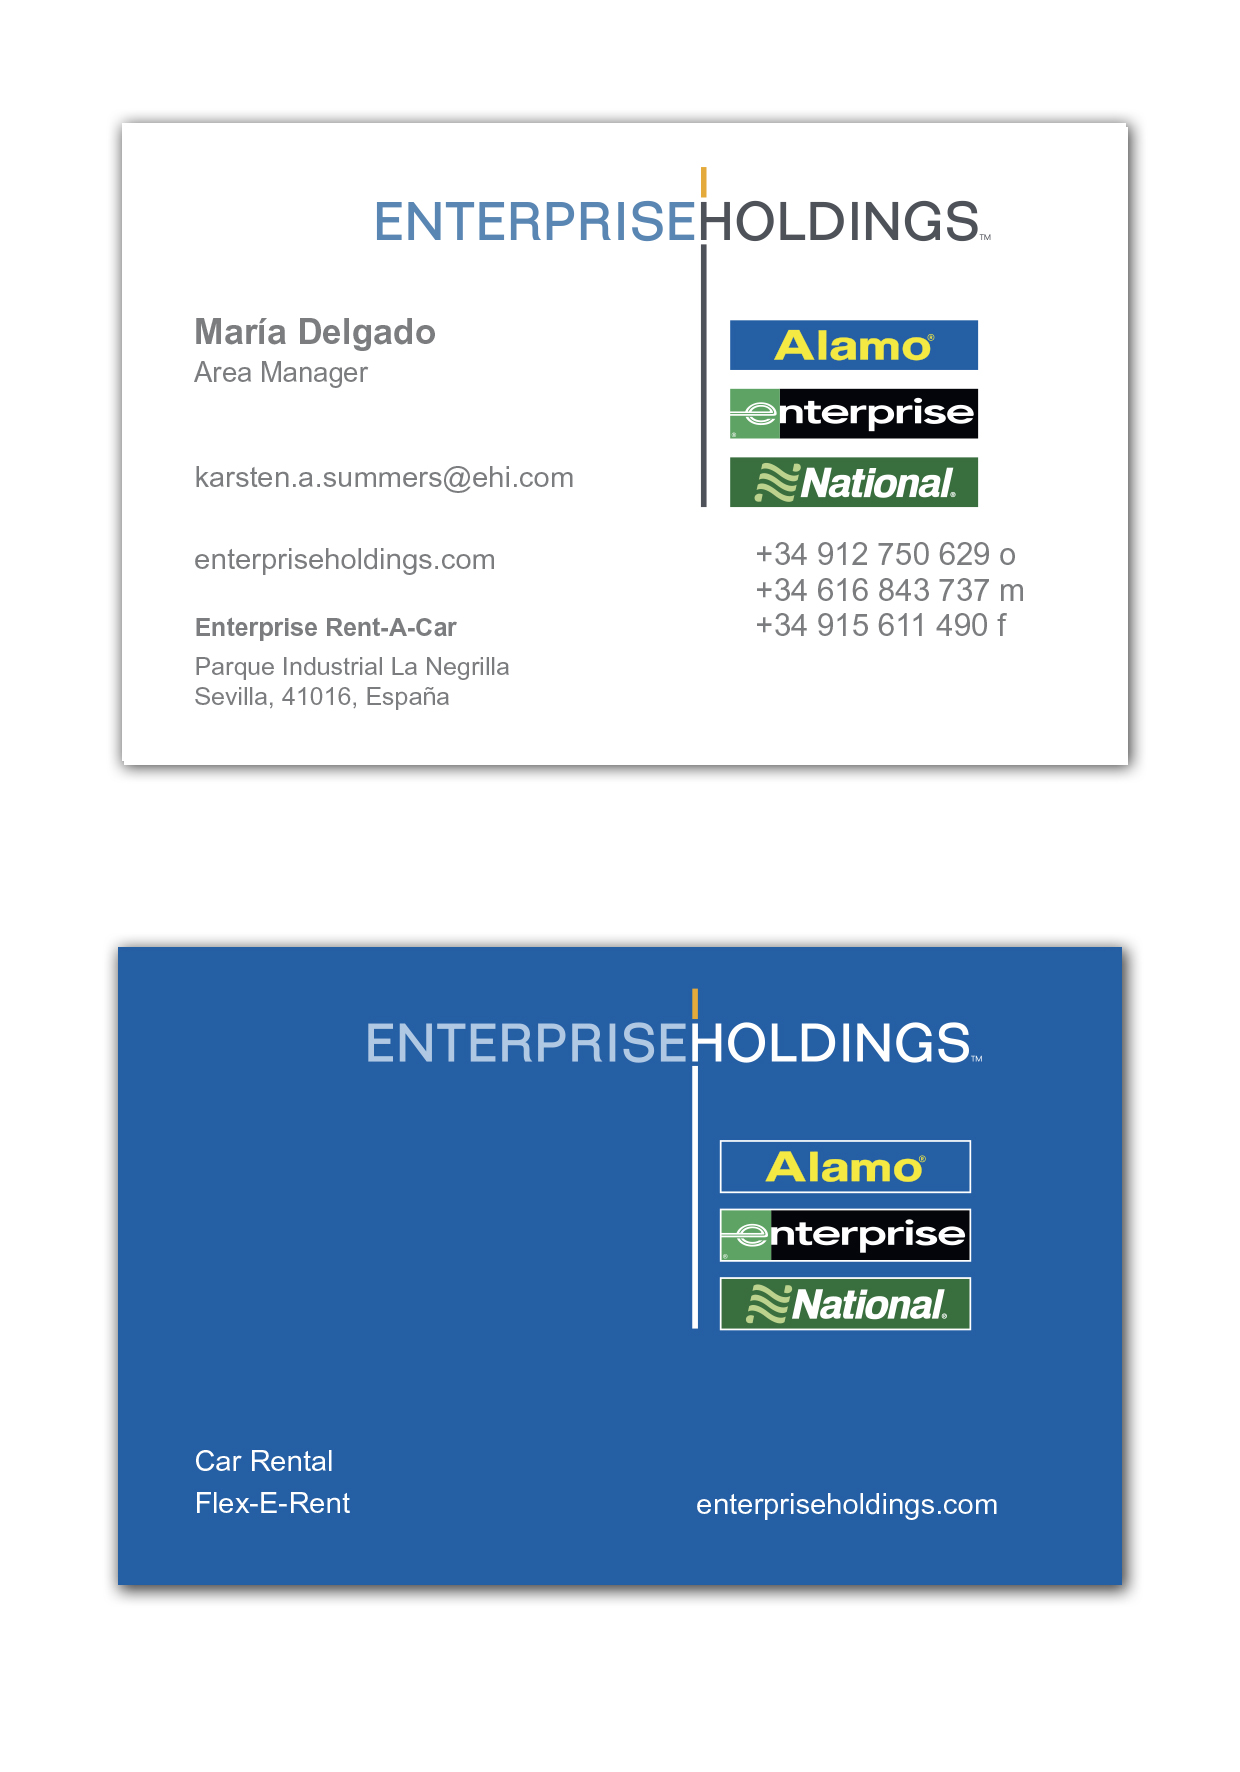 ENTERPRISEHOLDINGS™
María Delgado
Area Manager
karsten.a.summers@ehi.com
enterpriseholdings.com
Enterprise Rent-A-Car
Parque Industrial La Negrilla
Sevilla, 41016, España
Alamo®
enterprise
®
National®
+34 912 750 629 o
+34 616 843 737 m
+34 915 611 490 f
ENTERPRISEHOLDINGS™
Alamo®
enterprise
®
National®
Car Rental
Flex-E-Rent
enterpriseholdings.com